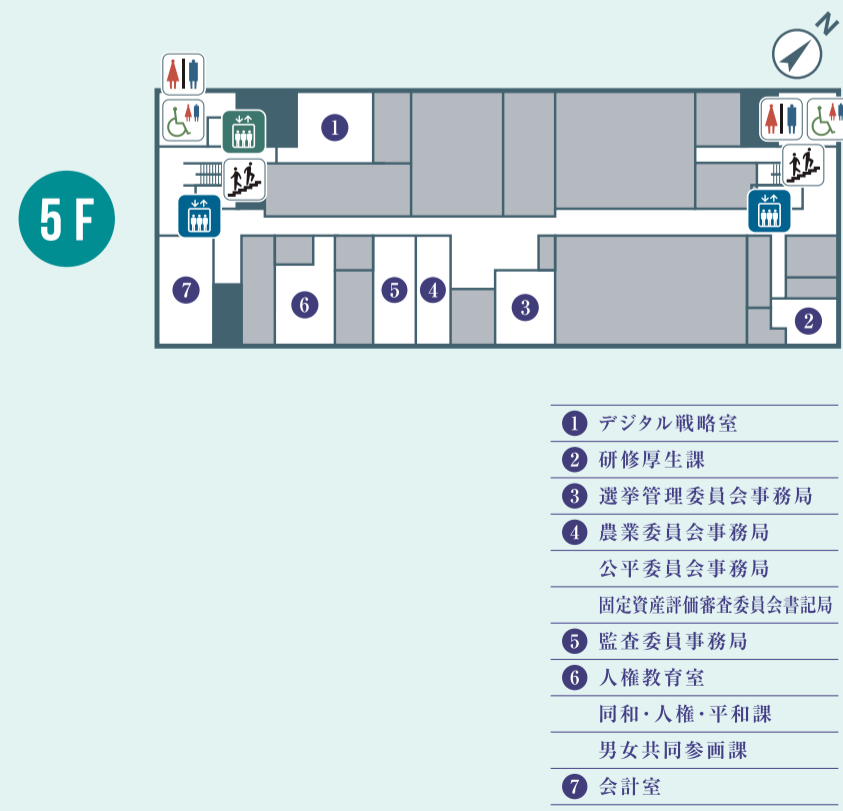 N
5F
1
7
6
5
4
3
2
1 デジタル戦略室
2 研修厚生課
3 選挙管理委員会事務局
4 農業委員会事務局
公平委員会事務局
固定資産評価審査委員会書記局
5 監査委員事務局
6 人権教育室
同和・人権・平和課
男女共同参画課
7 会計室